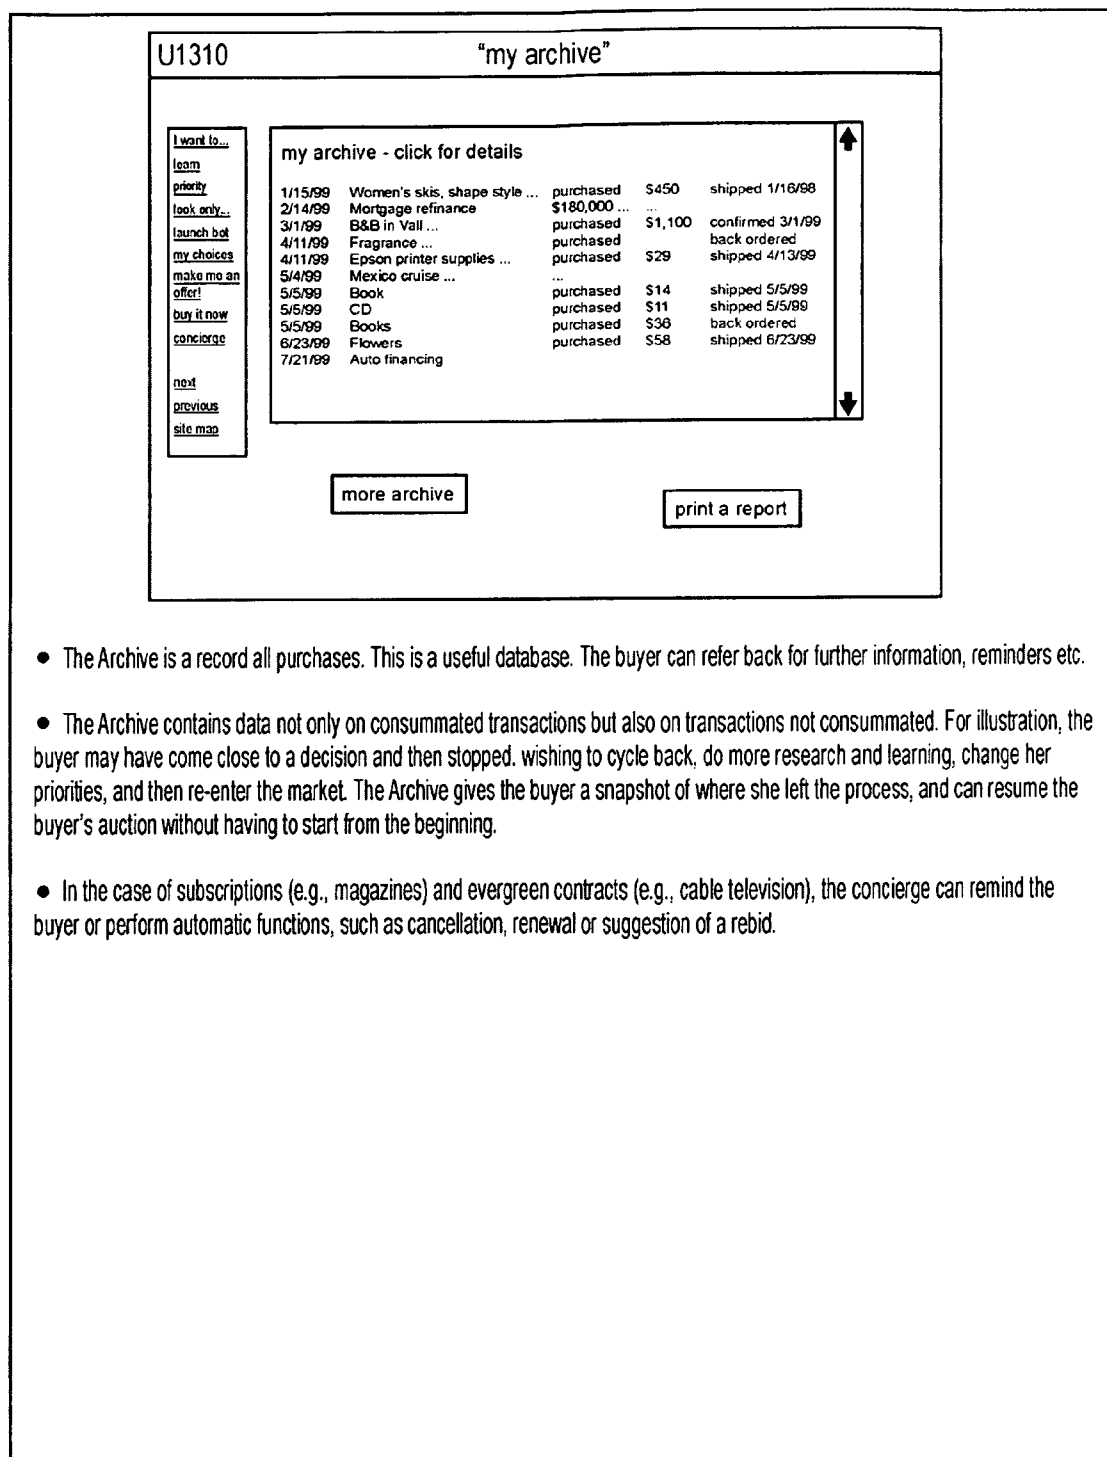 U1310 "my archive"
I want to...
learn
priority
look only...
launch bot
my choices
make me an
offer!
buy it now
concierge
next
previous
site map
my archive - click for details
1/15/99 Women's skis, shape style ... purchased $450 shipped 1/16/98
2/14/99 Mortgage refinance $180,000 ... ...
3/1/99 B&B in Vail ... purchased $1,100 confirmed 3/1/99
4/11/99 Fragrance ... purchased back ordered
4/11/99 Epson printer supplies ... purchased $29 shipped 4/13/99
5/4/99 Mexico cruise ... ...
5/5/99 Book purchased $14 shipped 5/5/99
5/5/99 CD purchased $11 shipped 5/5/99
5/5/99 Books purchased $36 back ordered
6/23/99 Flowers purchased $58 shipped 6/23/99
7/21/99 Auto financing
more archive
print a report
● The Archive is a record all purchases. This is a useful database. The buyer can refer back for further information, reminders etc.
● The Archive contains data not only on consummated transactions but also on transactions not consummated. For illustration, the
buyer may have come close to a decision and then stopped. wishing to cycle back, do more research and learning, change her
priorities, and then re-enter the market. The Archive gives the buyer a snapshot of where she left the process, and can resume the
buyer's auction without having to start from the beginning.
● In the case of subscriptions (e.g., magazines) and evergreen contracts (e.g., cable television), the concierge can remind the
buyer or perform automatic functions, such as cancellation, renewal or suggestion of a rebid.